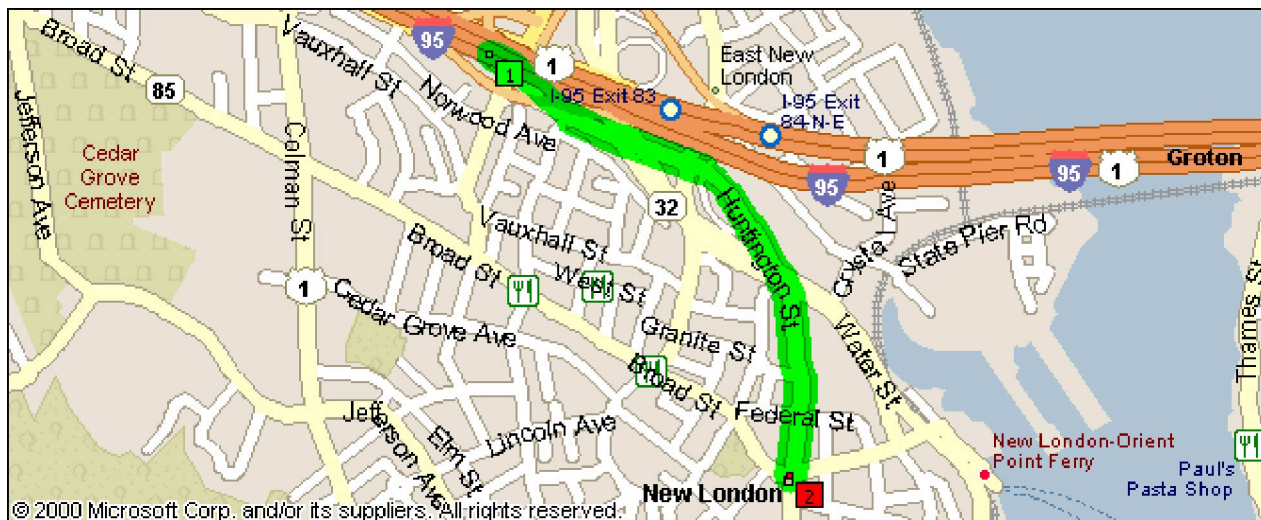 Broad St
85
Vauxhall St
95
1
1
I-95 Exit 83
East New
London
I-95 Exit
84-N-E
Norwood Ave
Jefferson Ave
Colman St
Cedar
Grove
Cemetery
1
95
95
1
Groton
32
Huntington St
Crystal Ave
State Pier Rd
Vauxhall St
West St
Broad St
1
Cedar Grove Ave
Granite St
Water St
Thames St
Broad St
Federal St
Jefferson Ave
Elm St
Lincoln Ave
New London-Orient
Point Ferry
Paul's
Pasta Shop
New London
2
© 2000 Microsoft Corp. and/or its suppliers. All rights reserved.